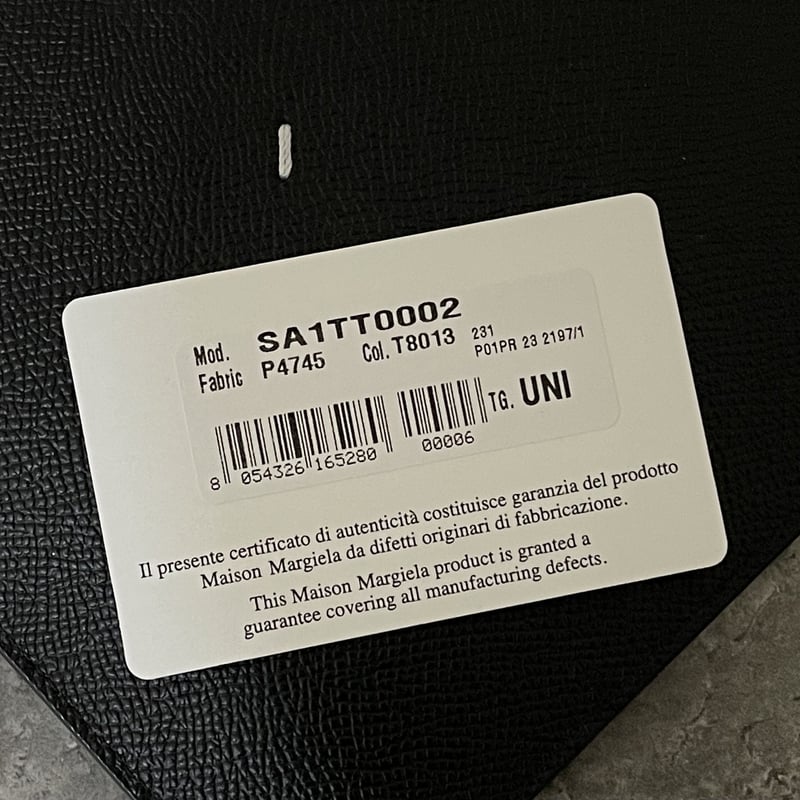 Mod. SA1TT0002
Fabric P4745 Col. T8013 231
P01PR 23 2197/1
8 054326 165280 00006 TG. UNI
Il presente certificato di autenticità costituisce garanzia del prodotto
Maison Margiela da difetti originari di fabbricazione.
This Maison Margiela product is granted a
guarantee covering all manufacturing defects.